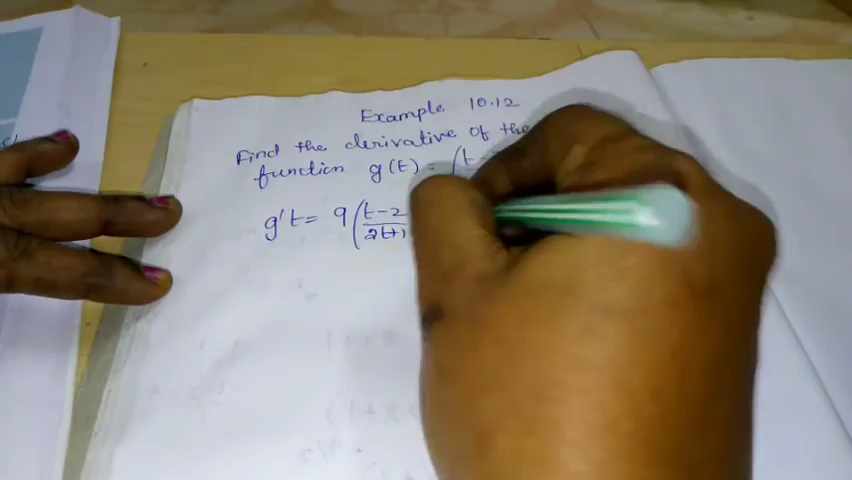 Example 10.12
Find the derivative of the
function g(t) = (t-
g't = 9(t-2/2t+1